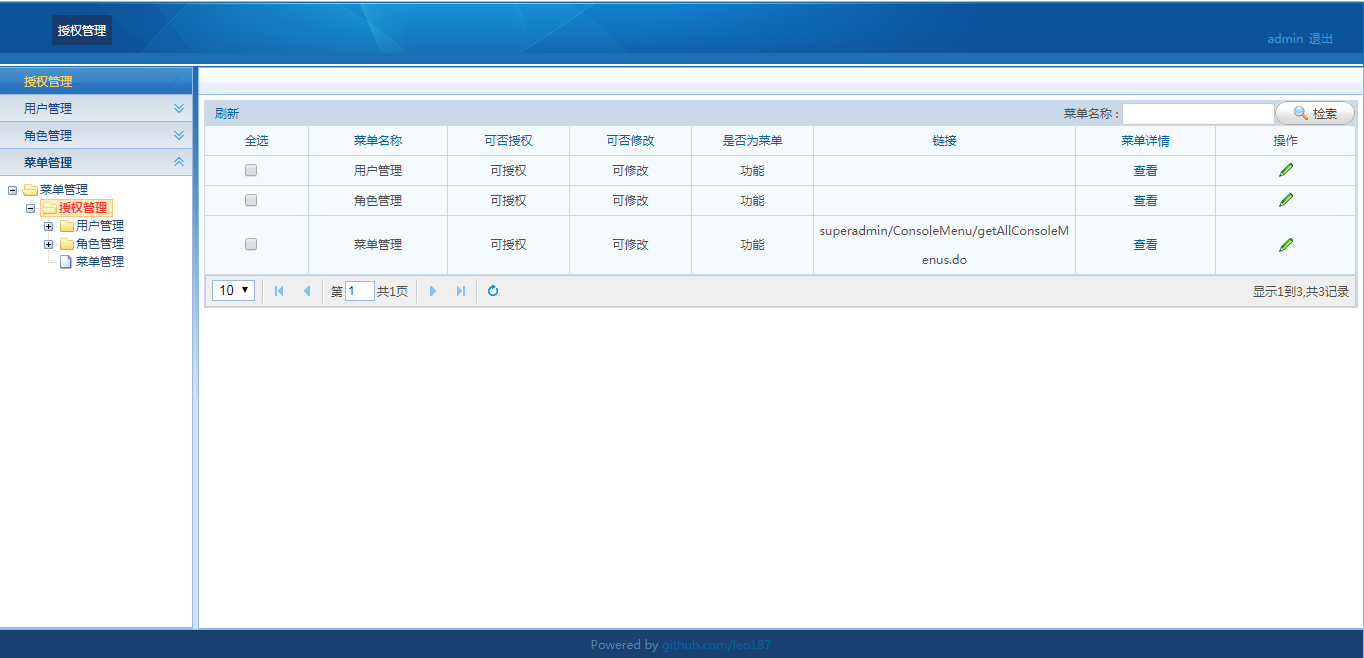 授权管理
admin 退出
授权管理
用户管理
角色管理
菜单管理
菜单管理
授权管理
用户管理
角色管理
菜单管理
刷新 菜单名称： 检索
全选 菜单名称 可否授权 可否修改 是否为菜单 链接 菜单详情 操作
用户管理 可授权 可修改 功能 查看
角色管理 可授权 可修改 功能 查看
菜单管理 可授权 可修改 功能 superadmin/ConsoleMenu/getAllConsoleM
enus.do 查看
10 第 1 共1页 显示1到3,共3记录
Powered by github.com/leo187